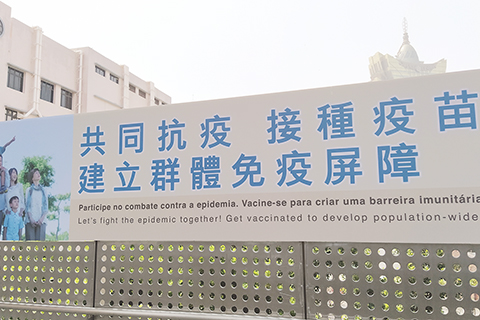 共同抗疫 接種疫苗
建立群體免疫屏障
Participe no combate contra a epidemia. Vacine-se para criar uma barreira imunitária
Let's fight the epidemic together! Get vaccinated to develop population-wide